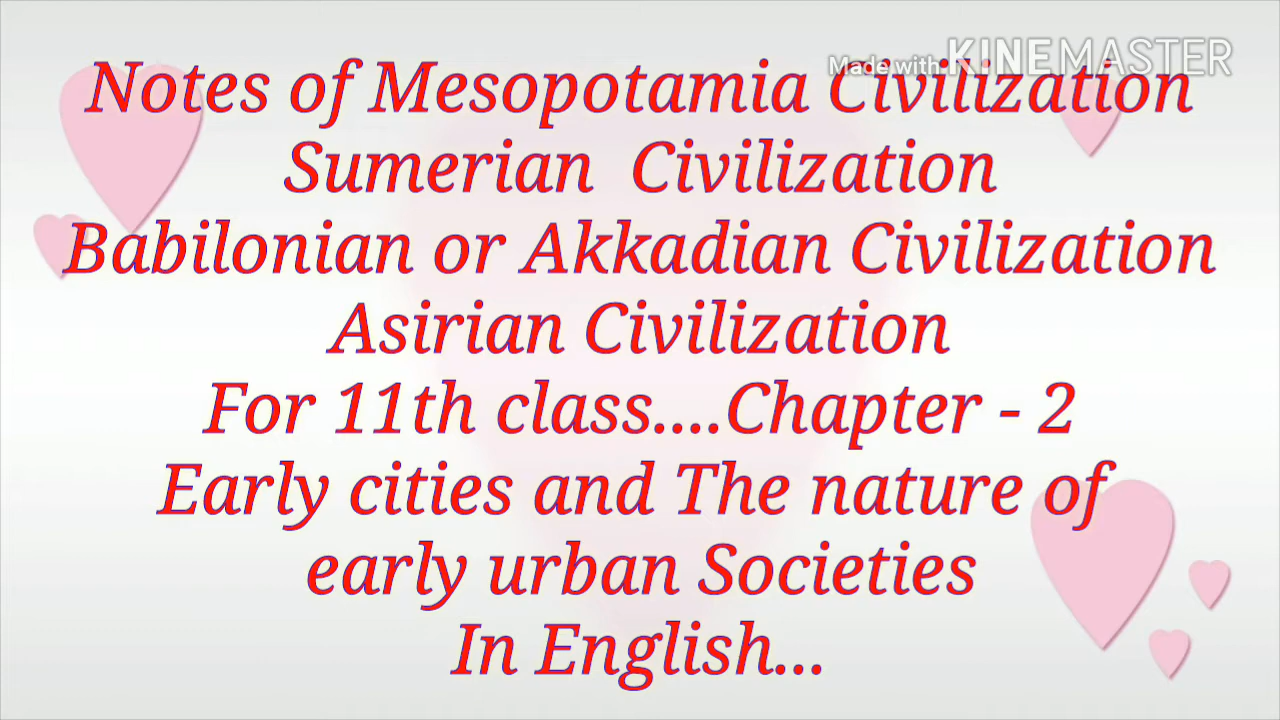 Made with KINEMASTER
Notes of Mesopotamia Civilization
Sumerian Civilization
Babilonian or Akkadian Civilization
Asirian Civilization
For 11th class....Chapter - 2
Early cities and The nature of
early urban Societies
In English...